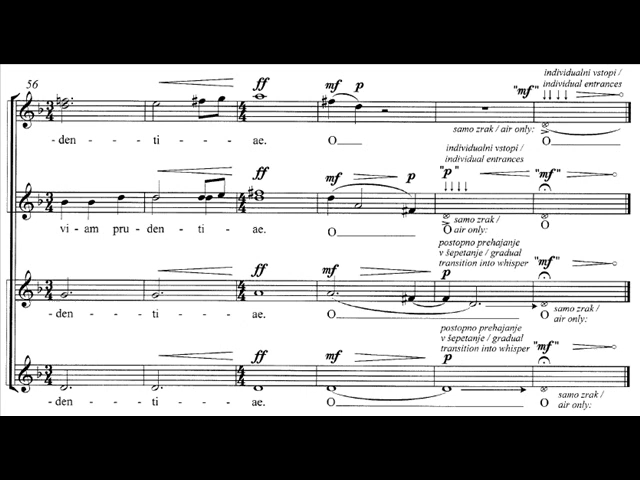 56
ff
mf
p
"mf"
individualni vstopi /
individual entrances
samo zrak / air only:
- den - - - - ti - - - - ae. O
O
individualni vstopi /
individual entrances
ff
mf
p
"p"
"mf"
samo zrak /
air only:
vi - am pru - den - - - - ti - - - ae. O
O
O
postopno prehajanje
v šepetanje / gradual
transition into whisper
ff
mf
p
"mf"
samo zrak /
air only:
- den - - - - ti - - - - ae. O
O
postopno prehajanje
v šepetanje / gradual
transition into whisper
ff
mf
p
"mf"
samo zrak /
air only:
- den - - - - ti - - - - ae. O
O